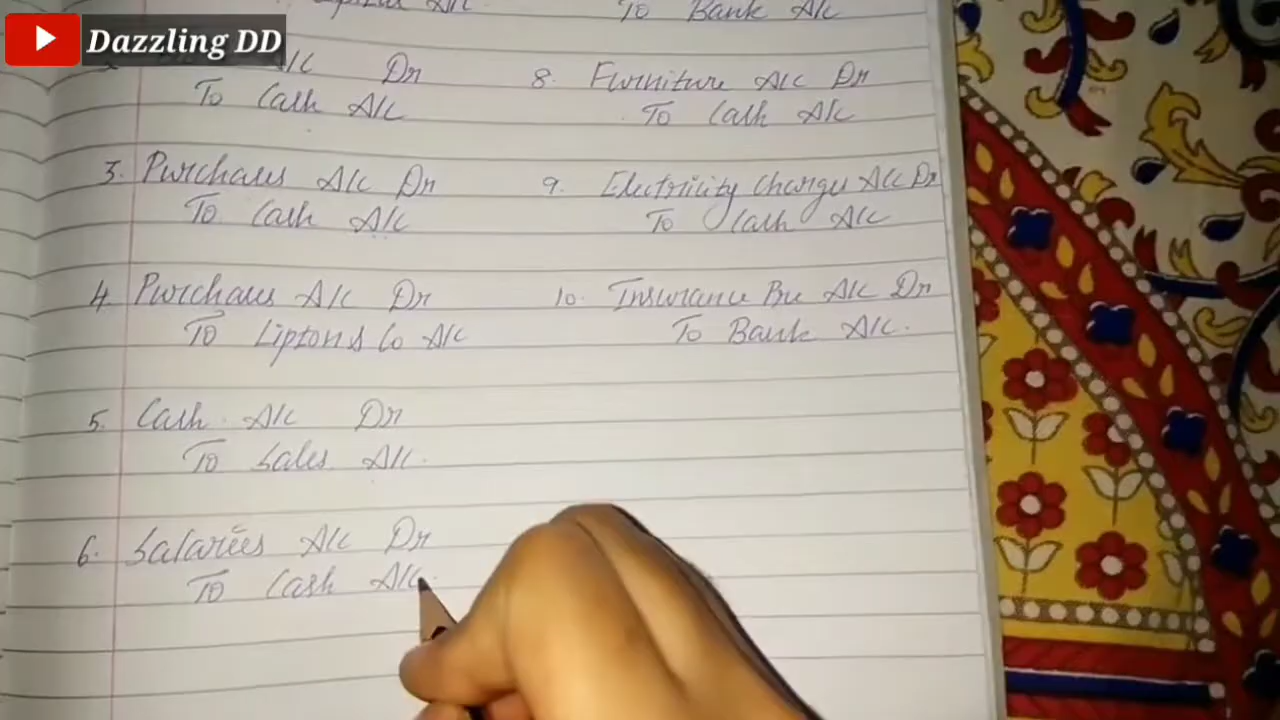 Dazzling DD
A/C Dr
To Cash A/C
3. Purchases A/C Dr
To Cash A/C
4. Purchases A/C Dr
To Liptons Co A/C
5. Cash A/C Dr
To Sales A/C.
6. Salaries A/C Dr
To Cash A/C.
To Bank A/C
8. Furniture A/C Dr
To Cash A/C
9. Electricity Charges A/C Dr
To Cash A/C
10. Insurance Pre A/C Dr
To Bank A/C.